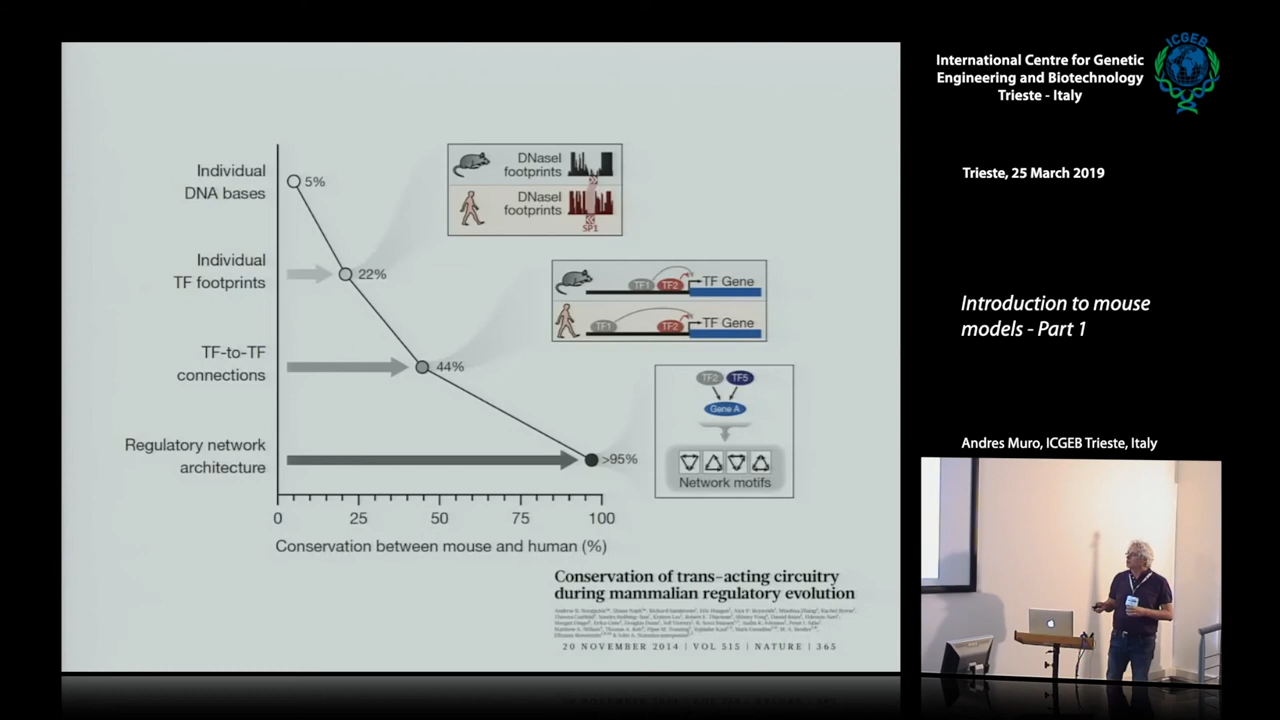 Individual
DNA bases
5%
Individual
TF footprints
22%
TF-to-TF
connections
44%
Regulatory network
architecture
>95%
0 25 50 75 100
Conservation between mouse and human (%)
DNaseI
footprints
DNaseI
footprints
SP1
TF1 TF2 TF Gene
TF1 TF2 TF Gene
TF2 TF5
Gene A
Network motifs
Conservation of trans-acting circuitry
during mammalian regulatory evolution
20 NOVEMBER 2014 | VOL 515 | NATURE | 365
International Centre for Genetic
Engineering and Biotechnology
Trieste - Italy
ICGEB
Trieste, 25 March 2019
Introduction to mouse
models - Part 1
Andres Muro, ICGEB Trieste, Italy